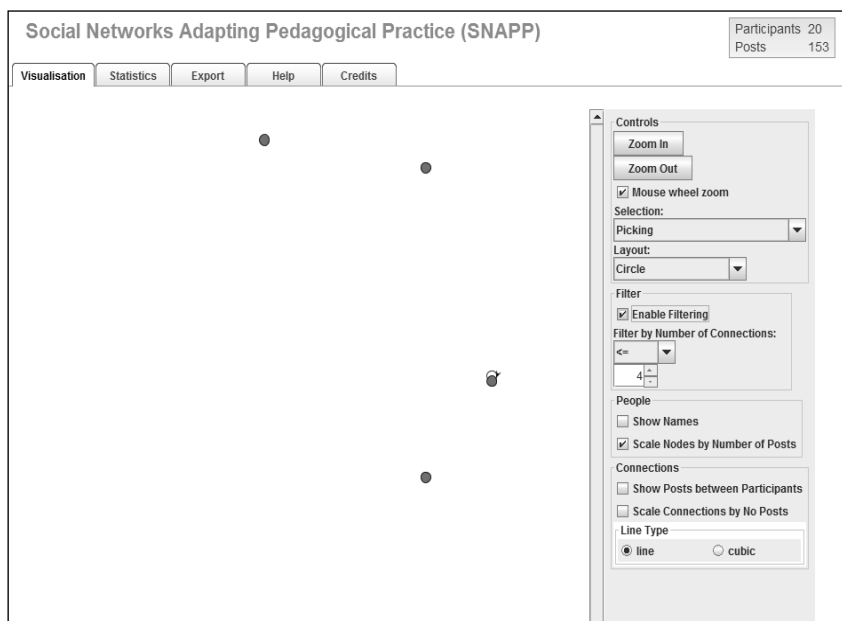 Social Networks Adapting Pedagogical Practice (SNAPP)
Participants 20
Posts 153
Visualisation Statistics Export Help Credits
Controls
Zoom In
Zoom Out
Mouse wheel zoom
Selection:
Picking
Layout:
Circle
Filter
Enable Filtering
Filter by Number of Connections:
<=
4
People
Show Names
Scale Nodes by Number of Posts
Connections
Show Posts between Participants
Scale Connections by No Posts
Line Type
line cubic